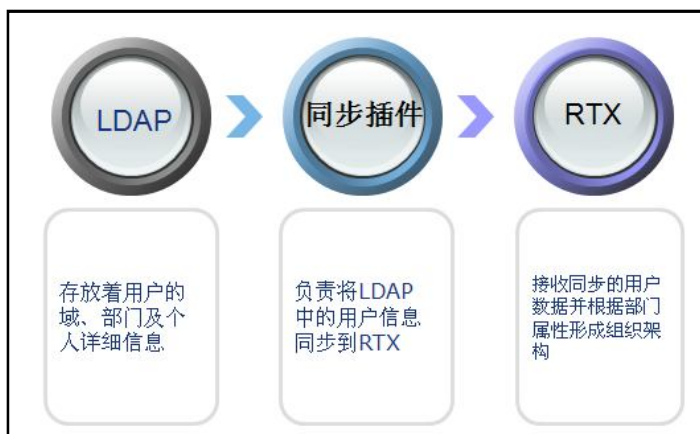 LDAP
同步插件
RTX
存放着用户的
域、部门及个
人详细信息
负责将LDAP
中的用户信息
同步到RTX
接收同步的用户
数据并根据部门
属性形成组织架
构